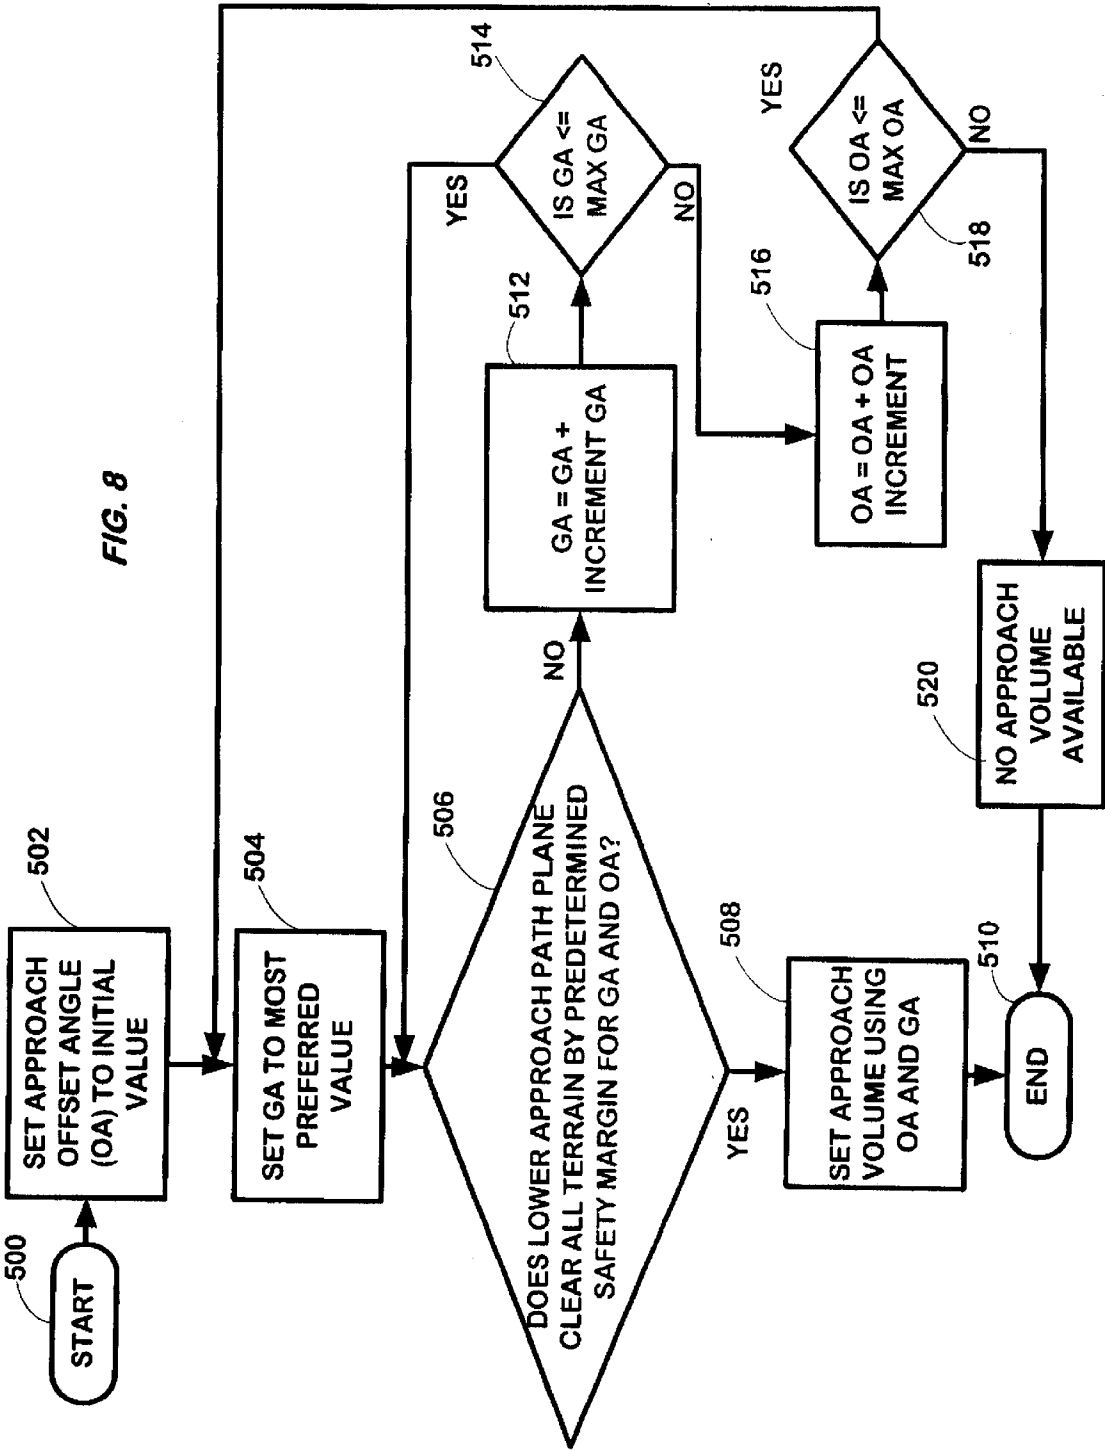 FIG. 8
500
START
502
SET APPROACH
OFFSET ANGLE
(OA) TO INITIAL
VALUE
504
SET GA TO MOST
PREFERRED
VALUE
506
DOES LOWER APPROACH PATH PLANE
CLEAR ALL TERRAIN BY PREDETERMINED
SAFETY MARGIN FOR GA AND OA?
YES
NO
508
SET APPROACH
VOLUME USING
OA AND GA
510
END
512
GA = GA +
INCREMENT GA
514
IS GA <=
MAX GA
YES
NO
516
OA = OA + OA
INCREMENT
518
IS OA <=
MAX OA
YES
NO
520
NO APPROACH
VOLUME
AVAILABLE